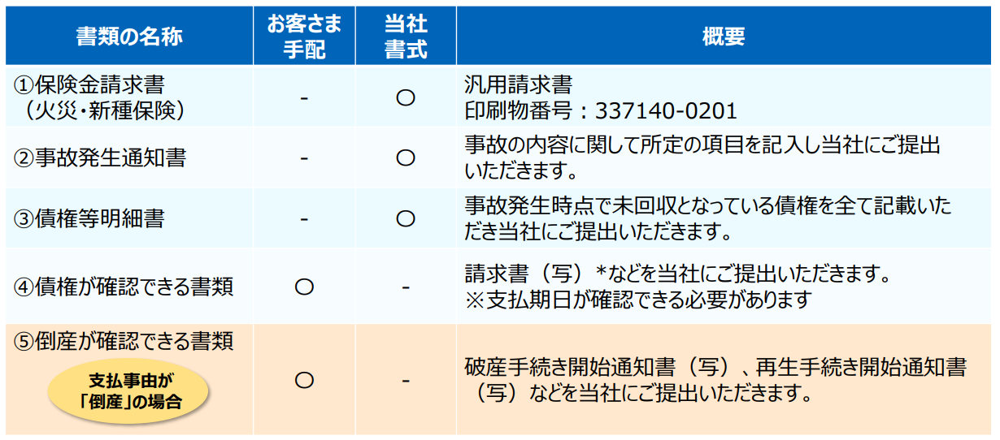 書類の名称
お客さま
手配
当社
書式
概要
①保険金請求書
（火災・新種保険）
-
〇
汎用請求書
印刷物番号：337140-0201
②事故発生通知書
-
〇
事故の内容に関して所定の項目を記入し当社にご提出
いただきます。
③債権等明細書
-
〇
事故発生時点で未回収となっている債権を全て記載いた
だき当社にご提出いただきます。
④債権が確認できる書類
〇
-
請求書（写）*などを当社にご提出いただきます。
※支払期日が確認できる必要があります
⑤倒産が確認できる書類
支払事由が
「倒産」の場合
〇
-
破産手続き開始通知書（写）、再生手続き開始通知書
（写）などを当社にご提出いただきます。